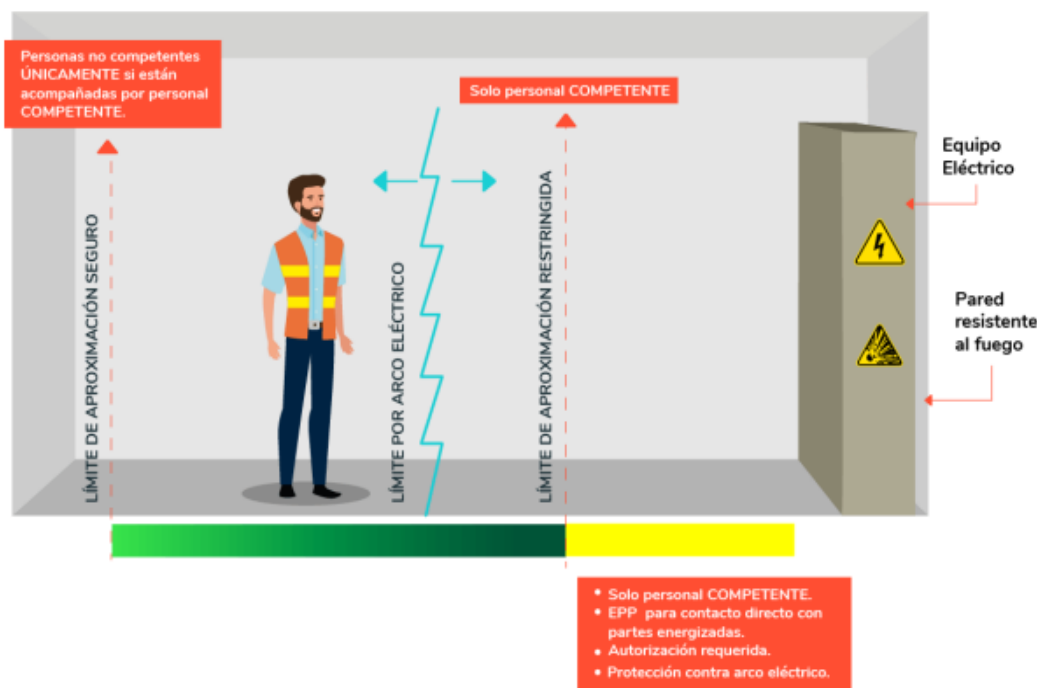 Personas no competentes
ÚNICAMENTE si están
acompañadas por personal
COMPETENTE.
Solo personal COMPETENTE
Equipo
Eléctrico
Pared
resistente
al fuego
LÍMITE DE APROXIMACIÓN SEGURO
LÍMITE POR ARCO ELÉCTRICO
LÍMITE DE APROXIMACIÓN RESTRINGIDA
• Solo personal COMPETENTE.
• EPP para contacto directo con
partes energizadas.
• Autorización requerida.
• Protección contra arco eléctrico.